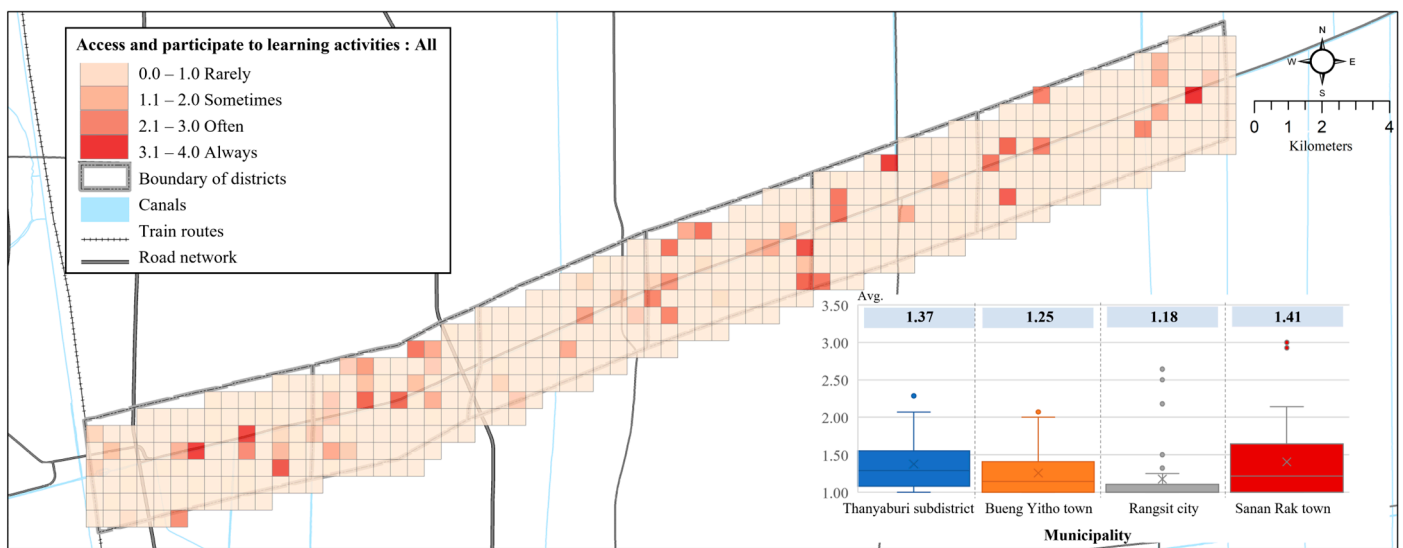 Access and participate to learning activities : All
0.0 – 1.0 Rarely
1.1 – 2.0 Sometimes
2.1 – 3.0 Often
3.1 – 4.0 Always
Boundary of districts
Canals
Train routes
Road network
N
W E
S
0 1 2 4
Kilometers
Avg.
3.50
3.00
2.50
2.00
1.50
1.00
1.37 1.25 1.18 1.41
Thanyaburi subdistrict Bueng Yitho town Rangsit city Sanan Rak town
Municipality